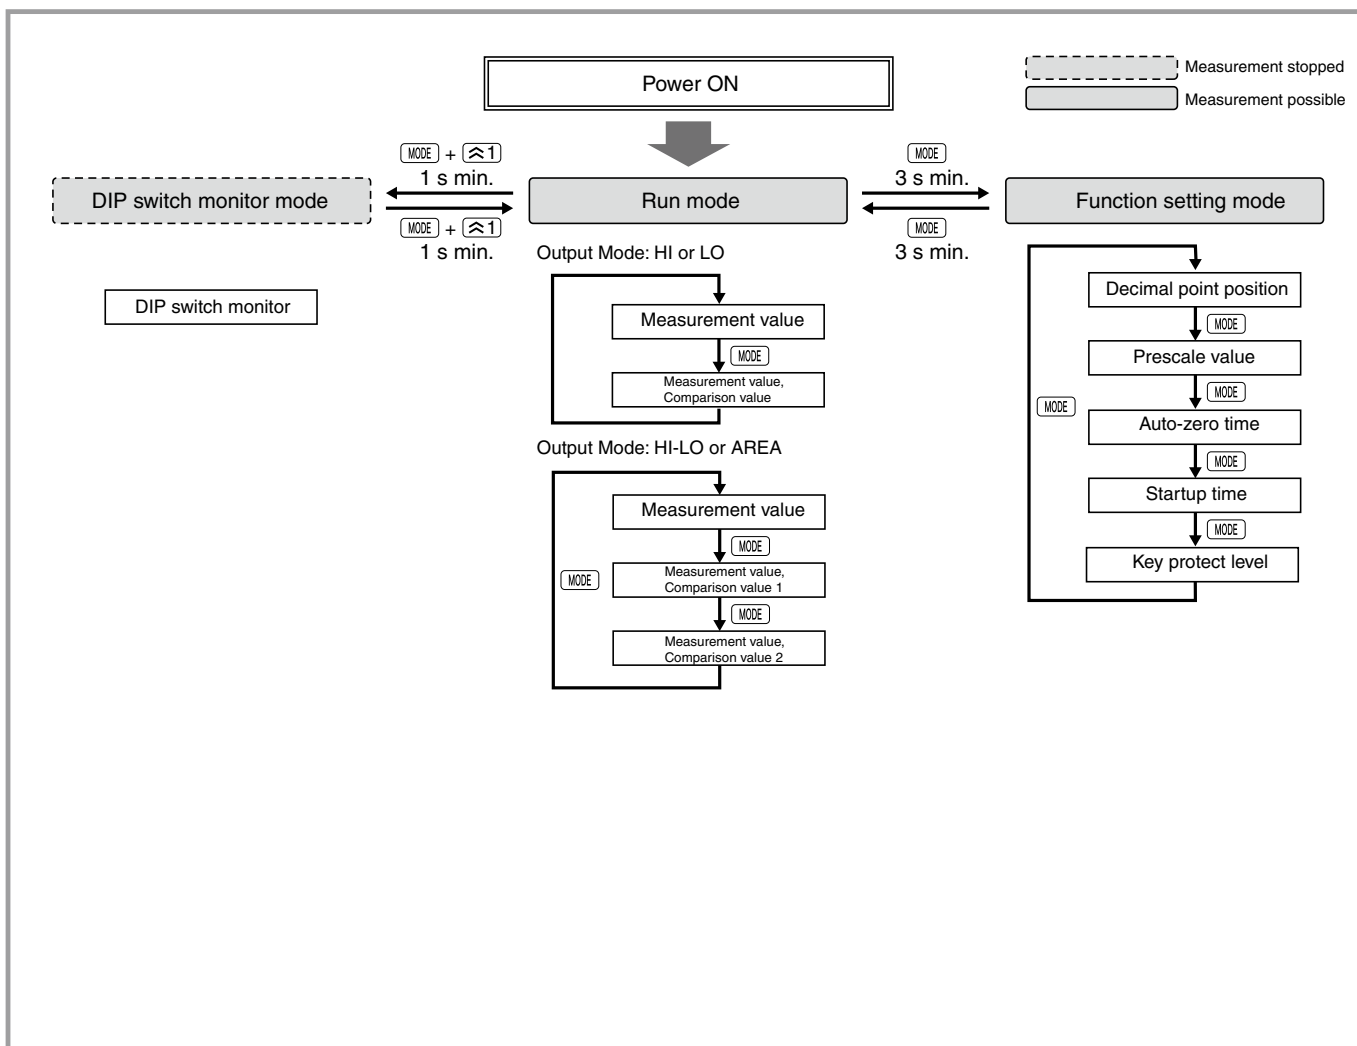 Power ON
Measurement stopped
Measurement possible
MODE + 1
1 s min.
MODE
3 s min.
DIP switch monitor mode
Run mode
Function setting mode
MODE + 1
1 s min.
MODE
3 s min.
DIP switch monitor
Output Mode: HI or LO
Measurement value
MODE
Measurement value,
Comparison value
Output Mode: HI-LO or AREA
Measurement value
MODE
Measurement value,
Comparison value 1
MODE
MODE
Measurement value,
Comparison value 2
Decimal point position
MODE
Prescale value
MODE
MODE
Auto-zero time
MODE
Startup time
MODE
Key protect level